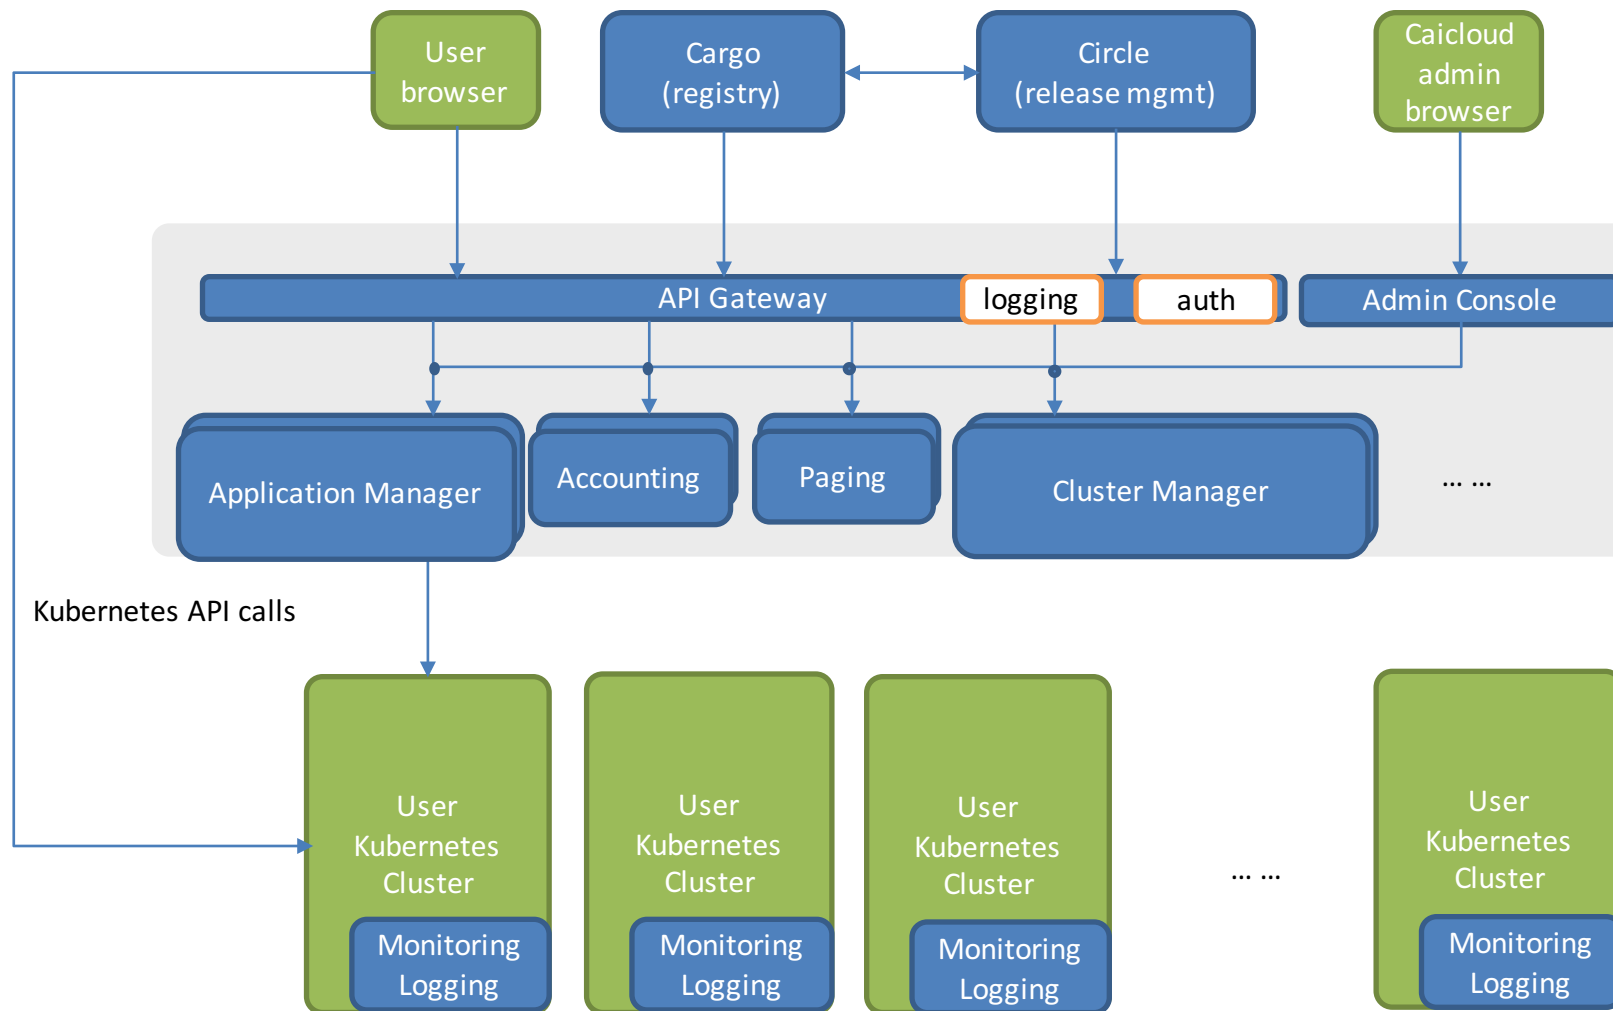 User
browser
Cargo
(registry)
Circle
(release mgmt)
Caicloud
admin
browser
API Gateway
logging
auth
Admin Console
Application Manager
Accounting
Paging
Cluster Manager
... ...
Kubernetes API calls
User
Kubernetes
Cluster
Monitoring
Logging
User
Kubernetes
Cluster
Monitoring
Logging
User
Kubernetes
Cluster
Monitoring
Logging
... ...
User
Kubernetes
Cluster
Monitoring
Logging